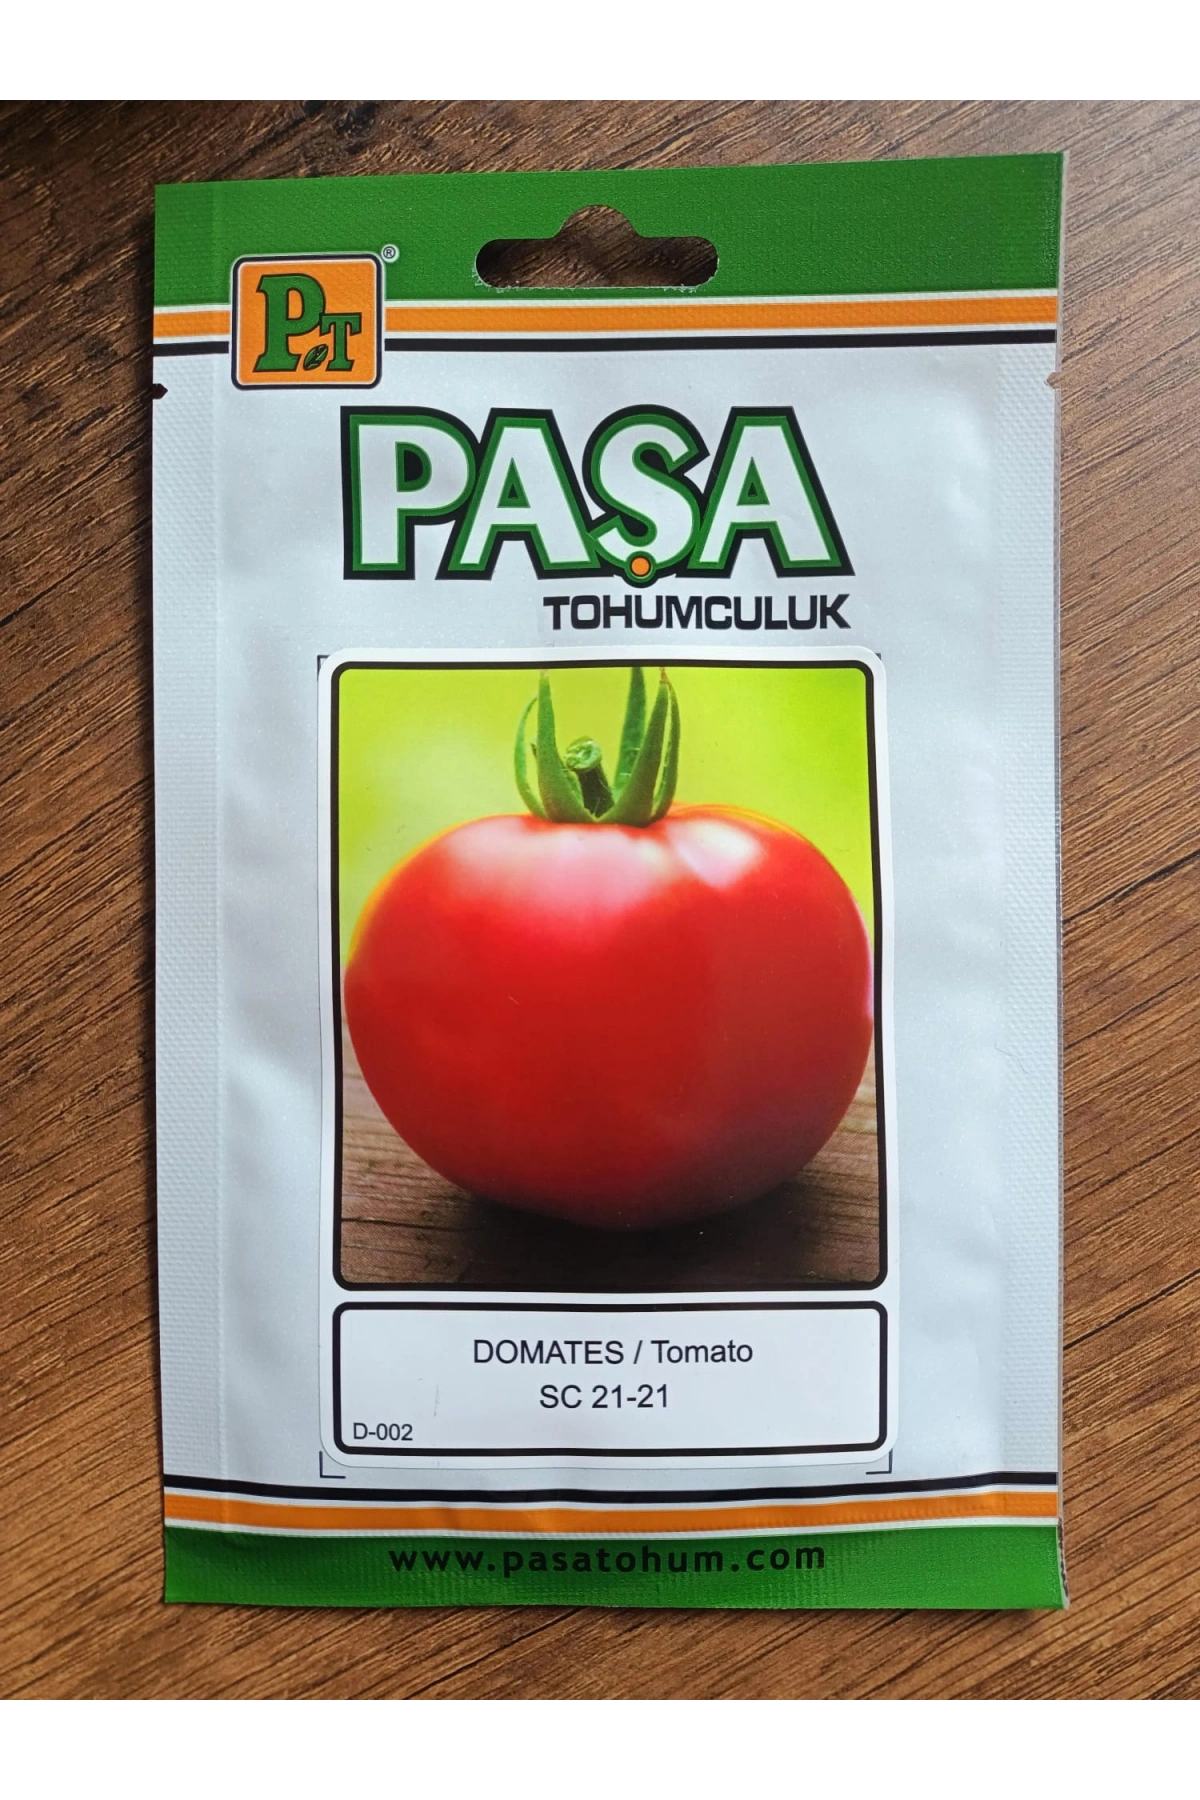 PT®
PAŞA
TOHUMCULUK
DOMATES / Tomato
SC 21-21
D-002
www.pasatohum.com